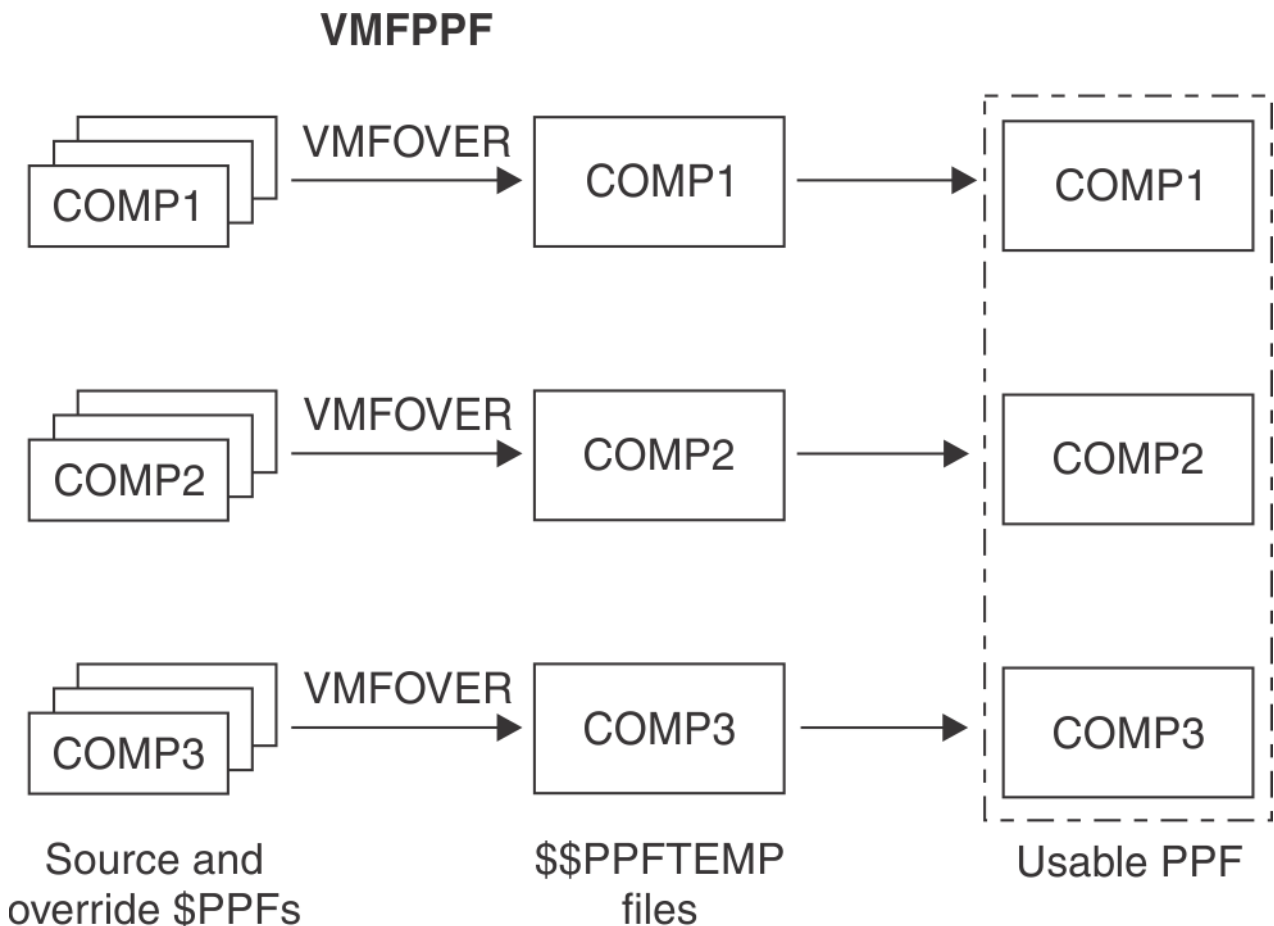 VMFPPF
COMP1
VMFOVER
COMP1
COMP1
COMP2
VMFOVER
COMP2
COMP2
COMP3
VMFOVER
COMP3
COMP3
Source and
override $PPFs
$$PPFTEMP
files
Usable PPF